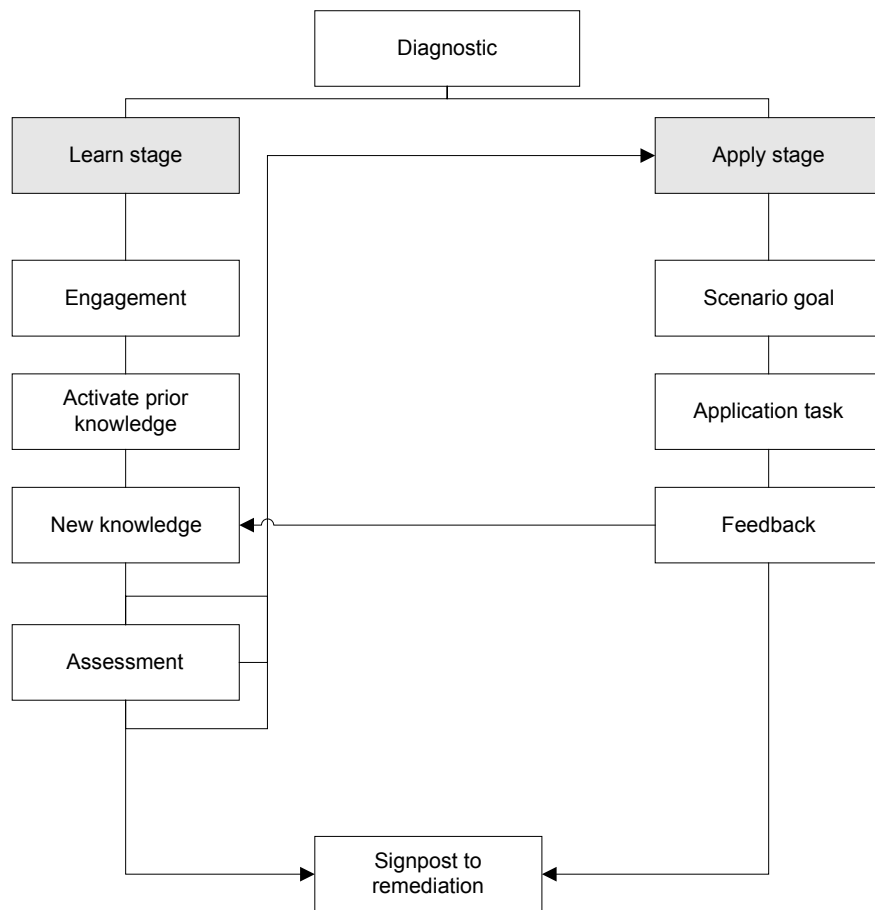 Diagnostic
Learn stage
Apply stage
Engagement
Scenario goal
Activate prior
knowledge
Application task
New knowledge
Feedback
Assessment
Signpost to
remediation